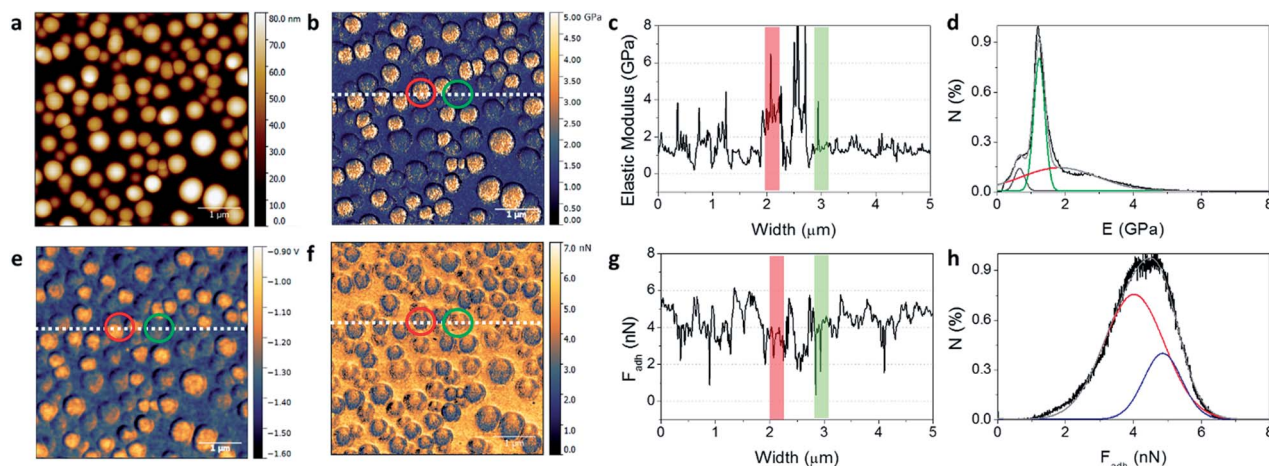 a
80.0 nm
70.0
60.0
50.0
40.0
30.0
20.0
10.0
0.0
1 μm
b
5.00 GPa
4.50
4.00
3.50
3.00
2.50
2.00
1.50
1.00
0.50
0.00
1 μm
c
Elastic Modulus (GPa)
8
6
4
2
0
0 1 2 3 4 5
Width (μm)
d
N (%)
0.9
0.6
0.3
0.0
0 2 4 6 8
E (GPa)
e
−0.90 V
−1.00
−1.10
−1.20
−1.30
−1.40
−1.50
−1.60
1 μm
f
7.0 nN
6.0
5.0
4.0
3.0
2.0
1.0
0.0
1 μm
g
F_adh (nN)
8
6
4
2
0
0 1 2 3 4 5
Width (μm)
h
N (%)
0.9
0.6
0.3
0.0
0 2 4 6 8
F_adh (nN)